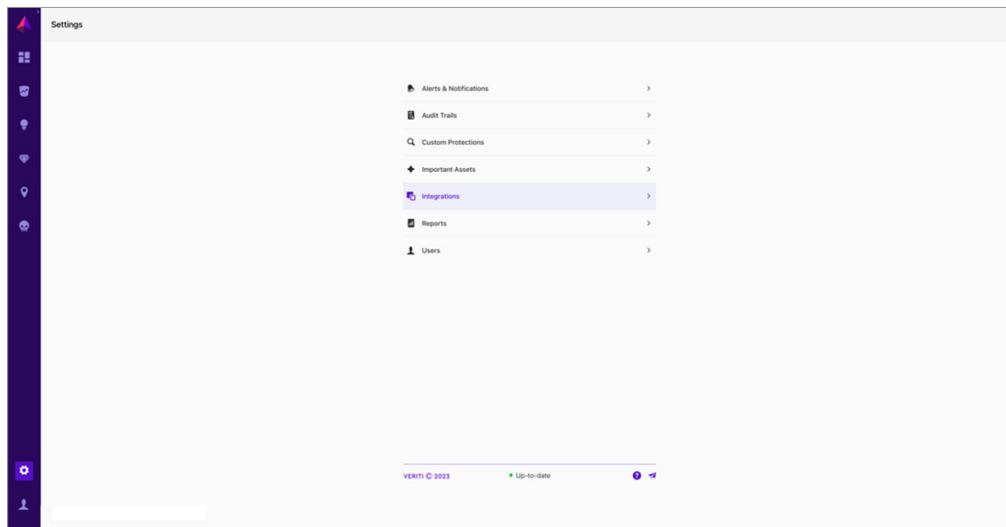 Settings
Alerts & Notifications
Audit Trails
Custom Protections
Important Assets
Integrations
Reports
Users
VERITI © 2023 Up-to-date